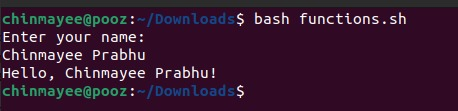 chinmayee@pooz:~/Downloads$ bash functions.sh
Enter your name:
Chinmayee Prabhu
Hello, Chinmayee Prabhu!
chinmayee@pooz:~/Downloads$